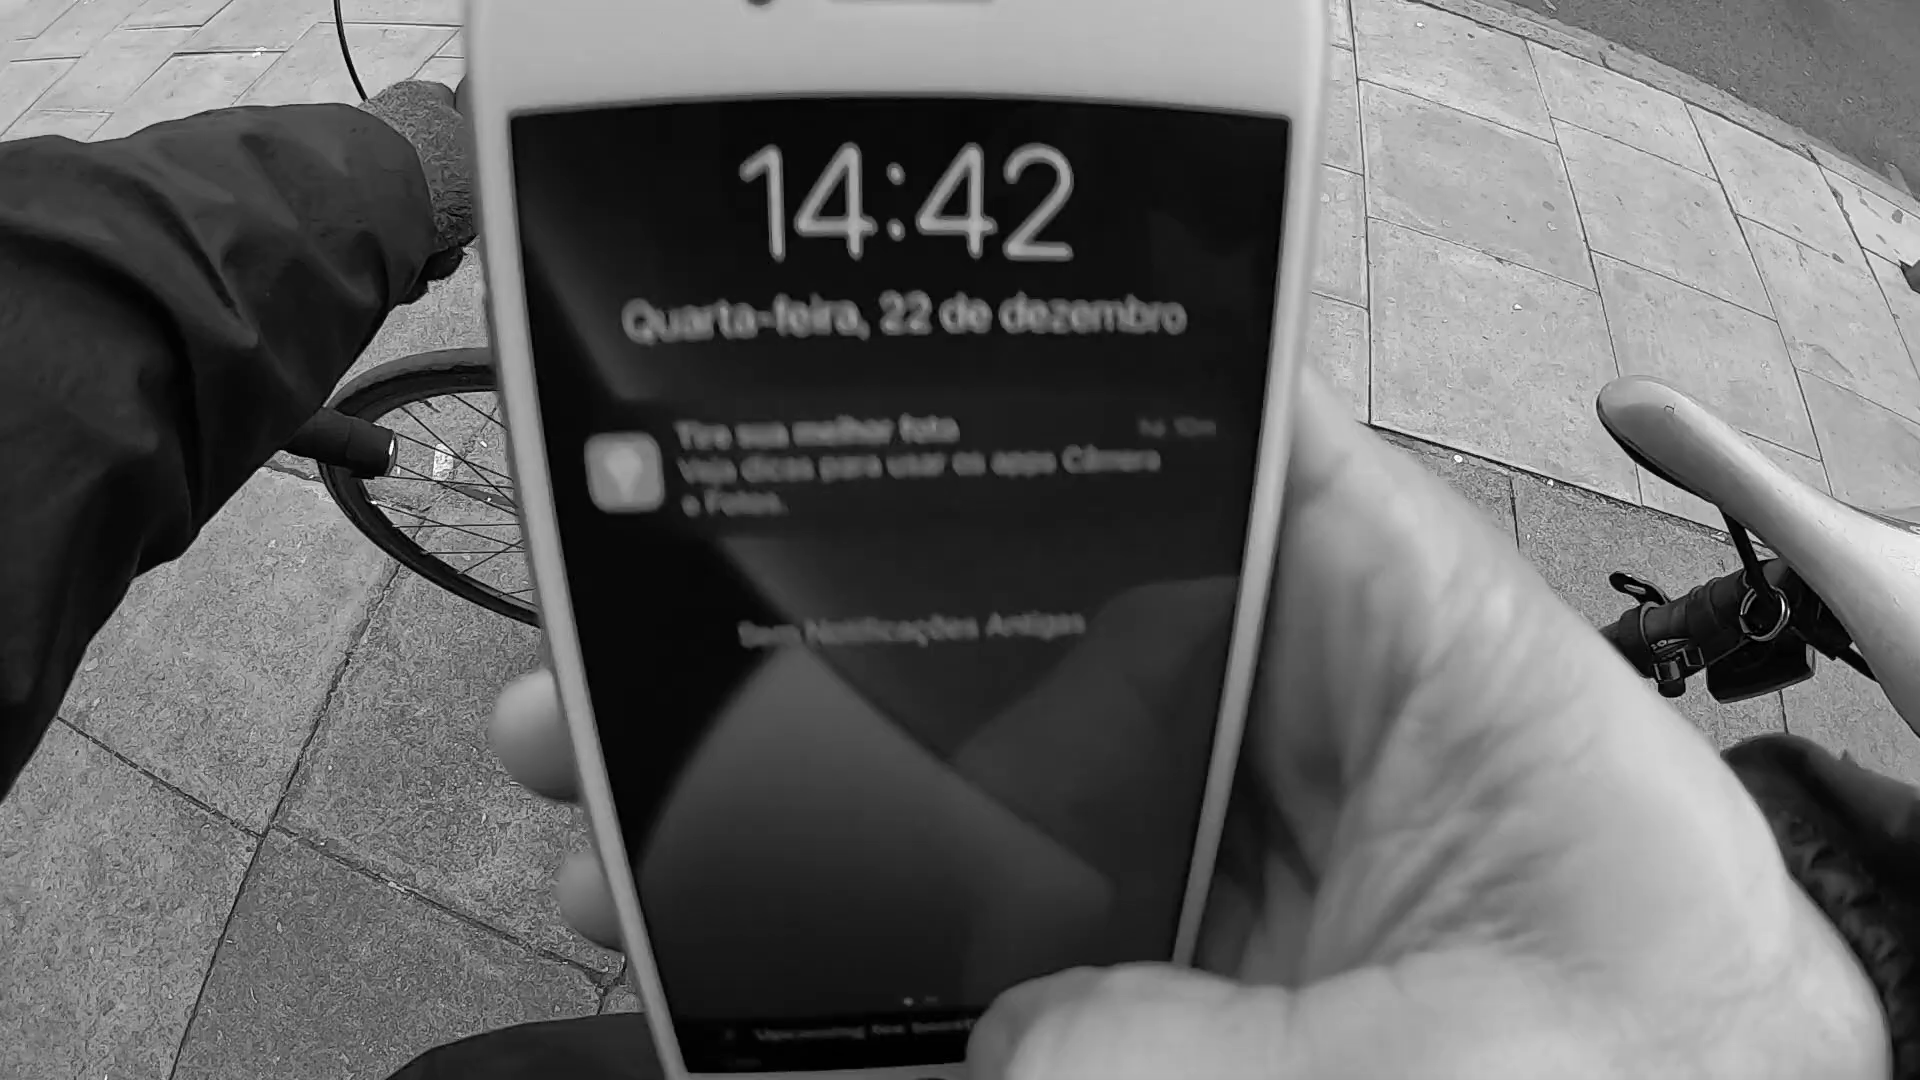 14:42
Quarta-feira, 22 de dezembro
Tire sua melhor foto
Veja dicas para usar os apps Câmera
e Fotos.
Sem Notificações Antigas